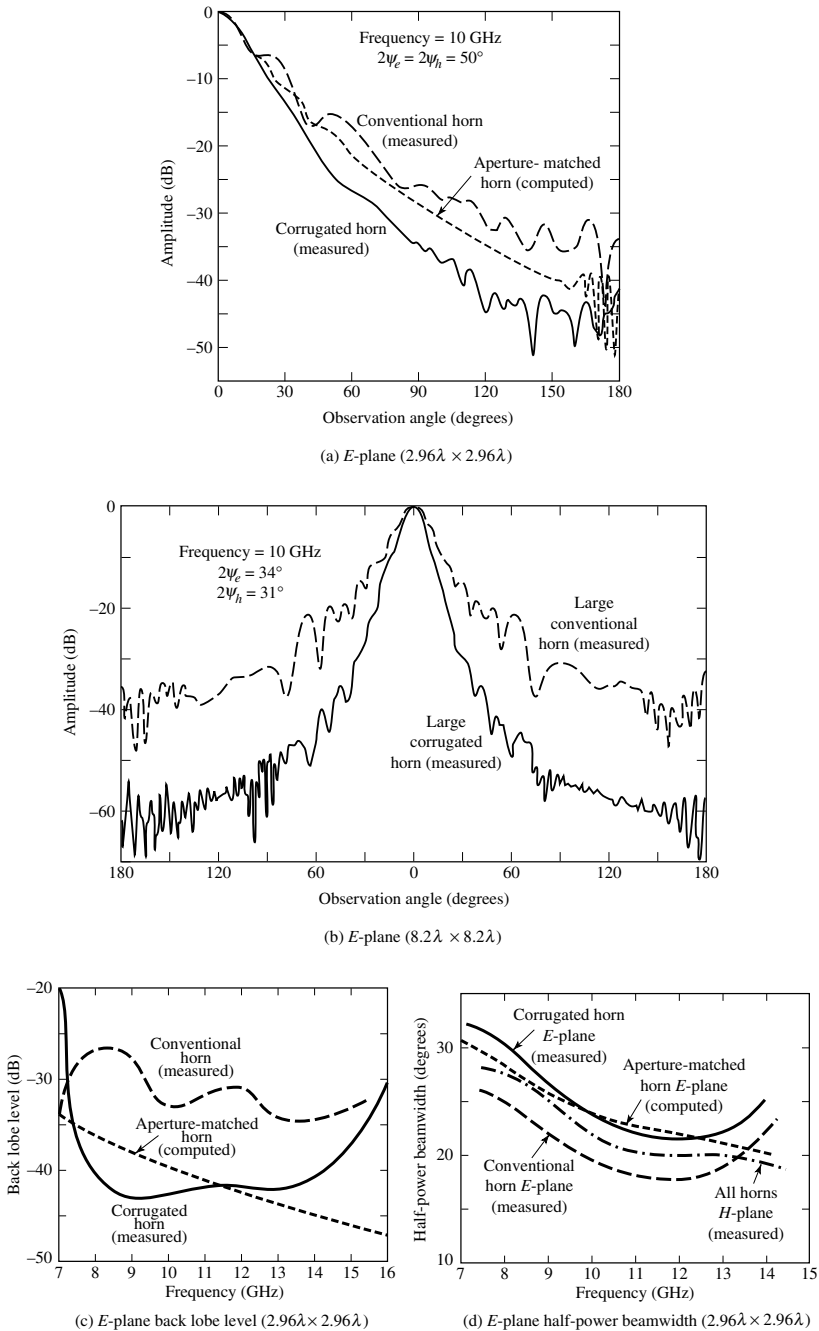 0
−10
−20
−30
−40
−50
Amplitude (dB)
Frequency = 10 GHz
2ψe = 2ψh = 50°
Conventional horn
(measured)
Aperture- matched
horn (computed)
Corrugated horn
(measured)
0 30 60 90 120 150 180
Observation angle (degrees)
(a) E-plane (2.96λ × 2.96λ)
0
−20
−40
−60
Amplitude (dB)
Frequency = 10 GHz
2ψe = 34°
2ψh = 31°
Large
conventional
horn (measured)
Large
corrugated
horn (measured)
180 120 60 0 60 120 180
Observation angle (degrees)
(b) E-plane (8.2λ × 8.2λ)
−20
−30
−40
−50
Back lobe level (dB)
Conventional
horn
(measured)
Aperture-matched
horn
(computed)
Corrugated
horn
(measured)
7 8 9 10 11 12 13 14 15 16
Frequency (GHz)
(c) E-plane back lobe level (2.96λ× 2.96λ)
30
20
10
Half-power beamwidth (degrees)
Corrugated horn
E-plane
(measured)
Aperture-matched
horn E-plane
(computed)
Conventional
horn E-plane
(measured)
All horns
H-plane
(measured)
7 8 9 10 11 12 13 14 15
Frequency (GHz)
(d) E-plane half-power beamwidth (2.96λ× 2.96λ)